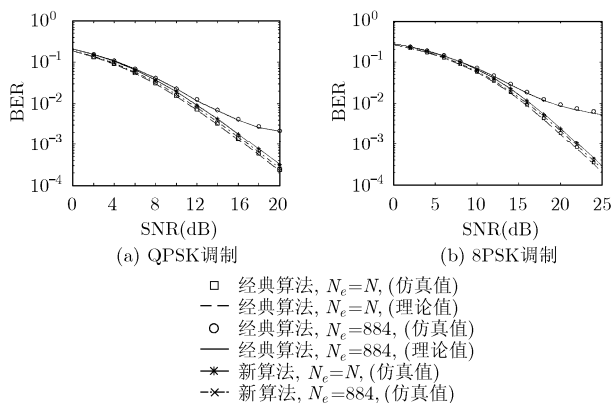 10^0
10^-1
10^-2
10^-3
10^-4
BER
0 4 8 12 16 20
SNR(dB)
(a) QPSK调制
10^0
10^-1
10^-2
10^-3
10^-4
BER
0 5 10 15 20 25
SNR(dB)
(b) 8PSK调制
经典算法, N_e=N, (仿真值)
经典算法, N_e=N, (理论值)
经典算法, N_e=884, (仿真值)
经典算法, N_e=884, (理论值)
新算法, N_e=N, (仿真值)
新算法, N_e=884, (仿真值)